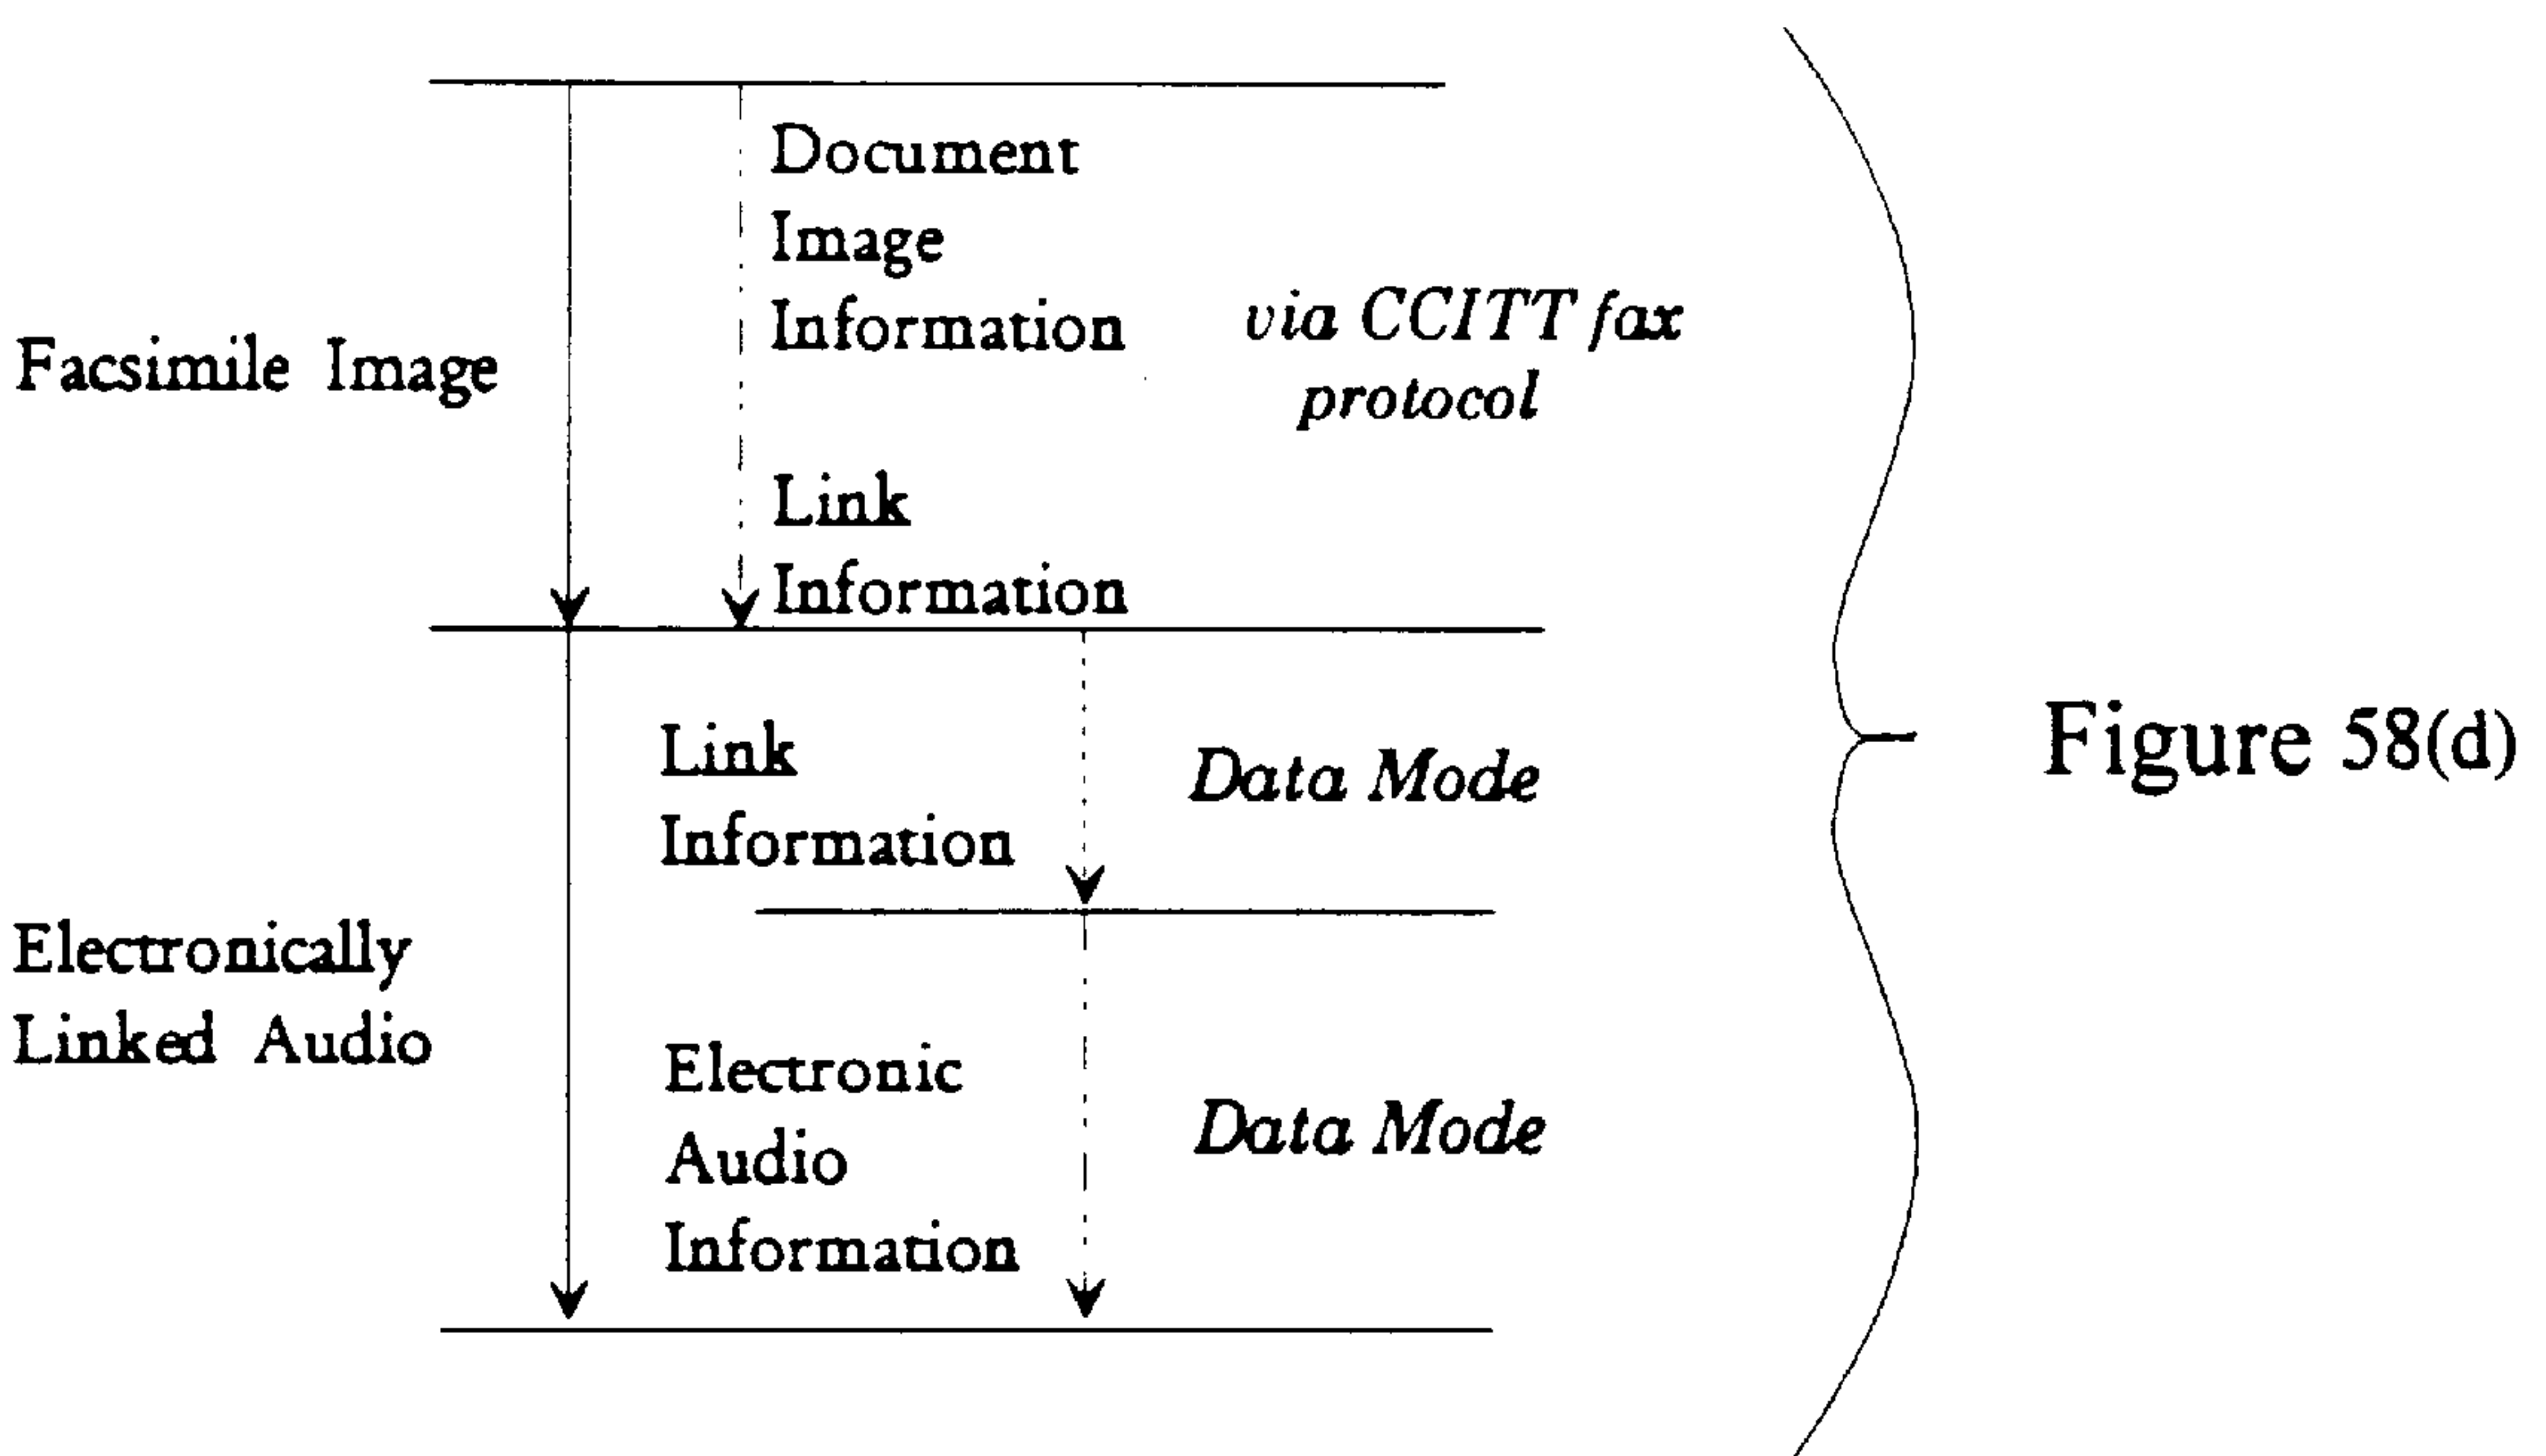 Document
Image
Information
via CCITT fax
protocol
Facsimile Image
Link
Information
Link
Information
Data Mode
Figure 58(d)
Electronically
Linked Audio
Electronic
Audio
Information
Data Mode